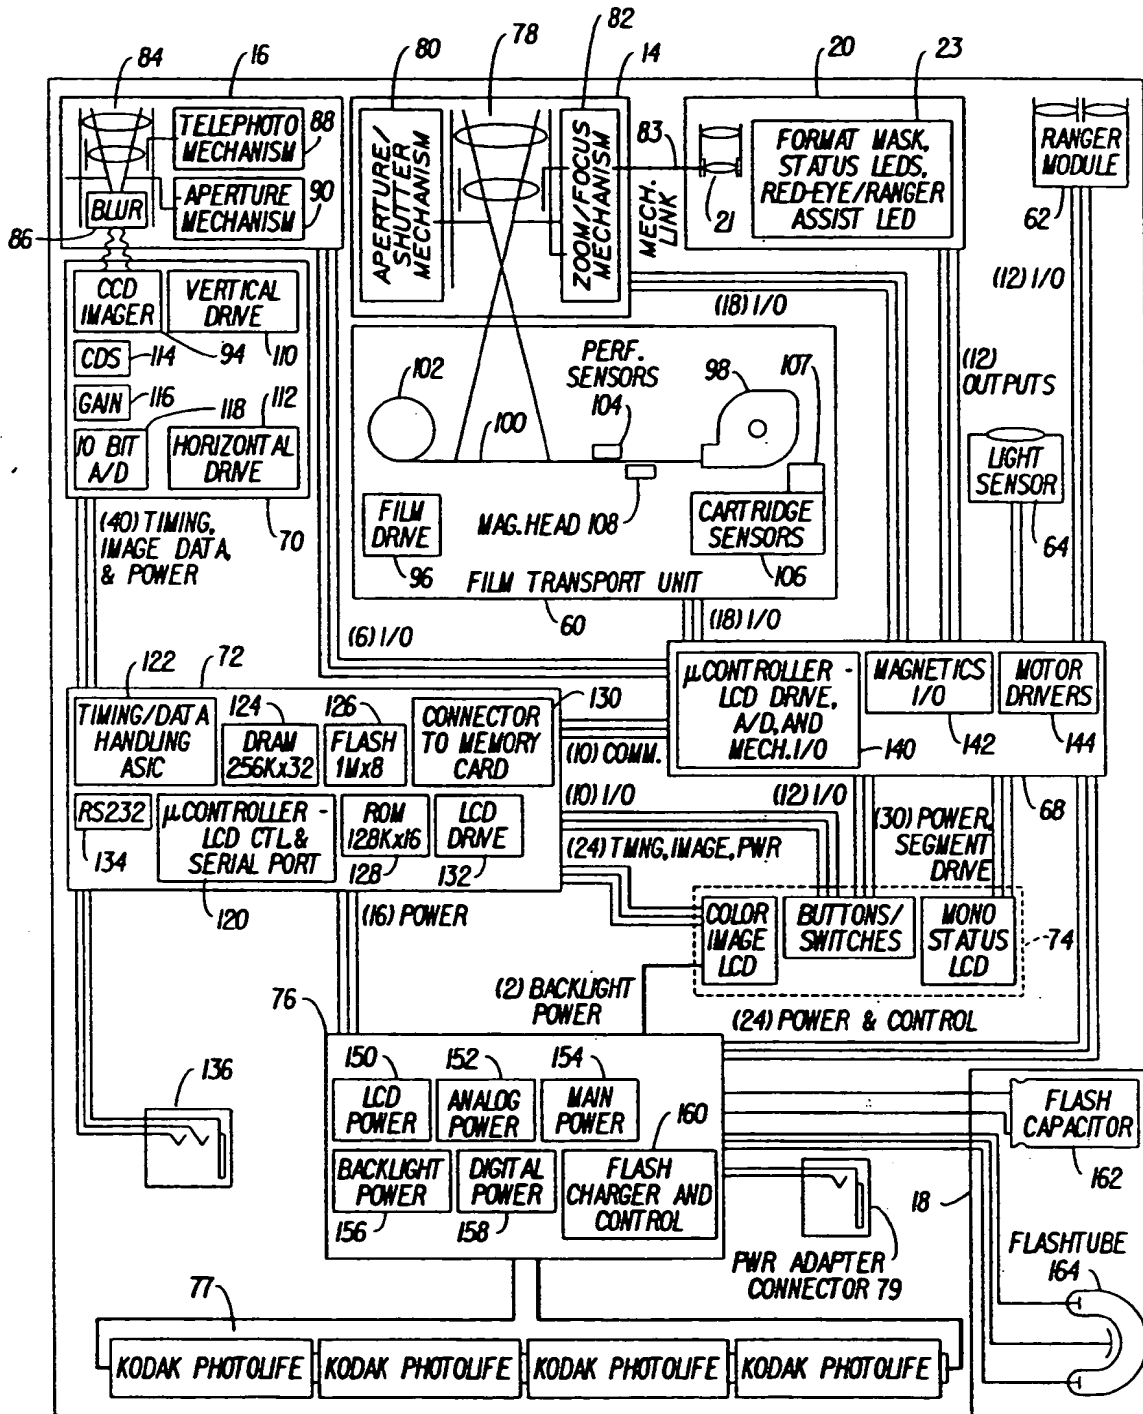 84
16
80
78
82
14
20
23
TELEPHOTO
MECHANISM
88
APERTURE
MECHANISM
90
BLUR
86
APERTURE/
SHUTTER
MECHANISM
ZOOM/FOCUS
MECHANISM
83
MECH.
LINK
21
FORMAT MASK,
STATUS LEDS,
RED-EYE/RANGER
ASSIST LED
RANGER
MODULE
62
(12) I/O
CCD
IMAGER
VERTICAL
DRIVE
94
110
CDS
114
GAIN
116
118
112
10 BIT
A/D
HORIZONTAL
DRIVE
70
(40) TIMING,
IMAGE DATA,
& POWER
(18) I/O
102
PERF.
SENSORS
104
98
107
100
FILM
DRIVE
96
MAG.HEAD 108
CARTRIDGE
SENSORS
106
FILM TRANSPORT UNIT
60
(12)
OUTPUTS
LIGHT
SENSOR
64
(6) I/O
(18) I/O
122
72
TIMING/DATA
HANDLING
ASIC
124
DRAM
256Kx32
126
FLASH
1Mx8
CONNECTOR
TO MEMORY
CARD
130
(10) COMM.
µCONTROLLER -
LCD DRIVE,
A/D, AND
MECH. I/O
140
MAGNETICS
I/O
142
MOTOR
DRIVERS
144
68
RS232
134
µCONTROLLER -
LCD CTL.&
SERIAL PORT
120
ROM
128Kx16
128
LCD
DRIVE
132
(10) I/O
(12) I/O
(24) TMNG, IMAGE, PWR
(30) POWER,
SEGMENT
DRIVE
(16) POWER
COLOR
IMAGE
LCD
BUTTONS/
SWITCHES
MONO
STATUS
LCD
74
76
(2) BACKLIGHT
POWER
(24) POWER & CONTROL
136
150
LCD
POWER
152
ANALOG
POWER
154
MAIN
POWER
160
BACKLIGHT
POWER
156
DIGITAL
POWER
158
FLASH
CHARGER AND
CONTROL
FLASH
CAPACITOR
162
18
PWR ADAPTER
CONNECTOR 79
FLASHTUBE
164
77
KODAK PHOTOLIFE KODAK PHOTOLIFE KODAK PHOTOLIFE KODAK PHOTOLIFE